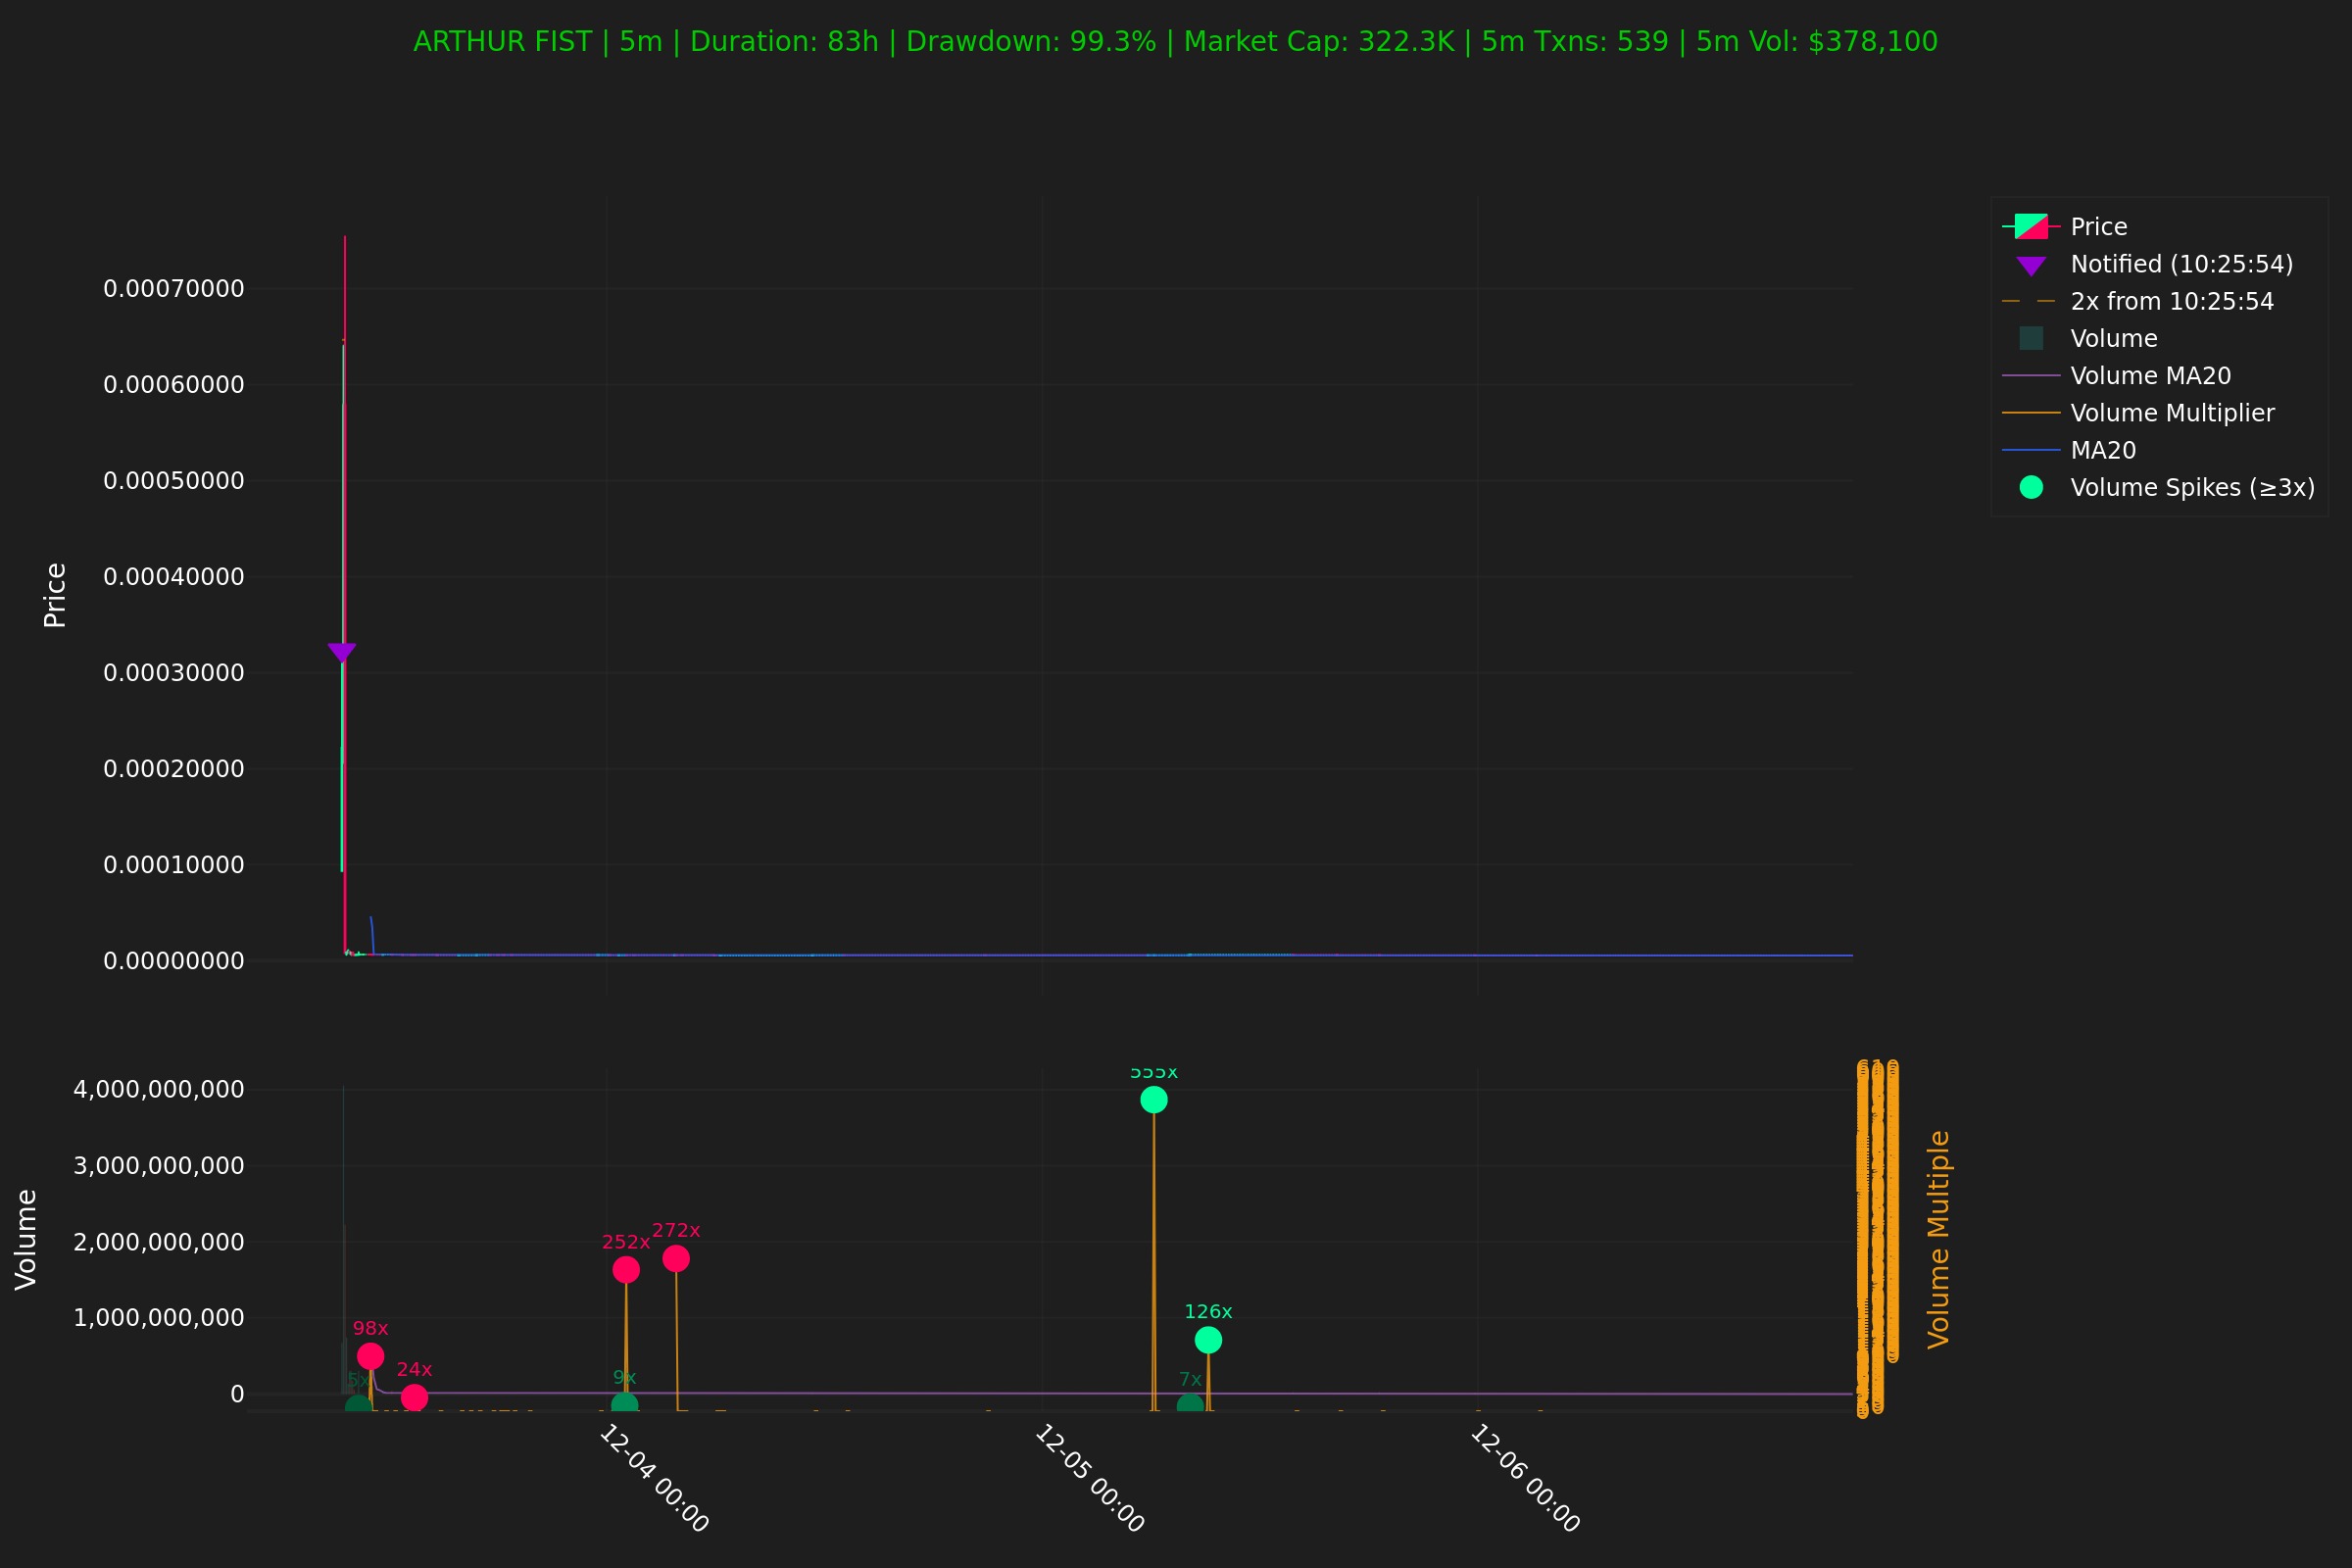 ARTHUR FIST | 5m | Duration: 83h | Drawdown: 99.3% | Market Cap: 322.3K | 5m Txns: 539 | 5m Vol: $378,100
Price
Notified (10:25:54)
2x from 10:25:54
Volume
Volume MA20
Volume Multiplier
MA20
Volume Spikes (≥3x)
Price
0.00070000
0.00060000
0.00050000
0.00040000
0.00030000
0.00020000
0.00010000
0.00000000
Volume
4,000,000,000
3,000,000,000
2,000,000,000
1,000,000,000
0
5x
98x
24x
9x
252x
272x
555x
7x
126x
Volume Multiple
12-04 00:00
12-05 00:00
12-06 00:00